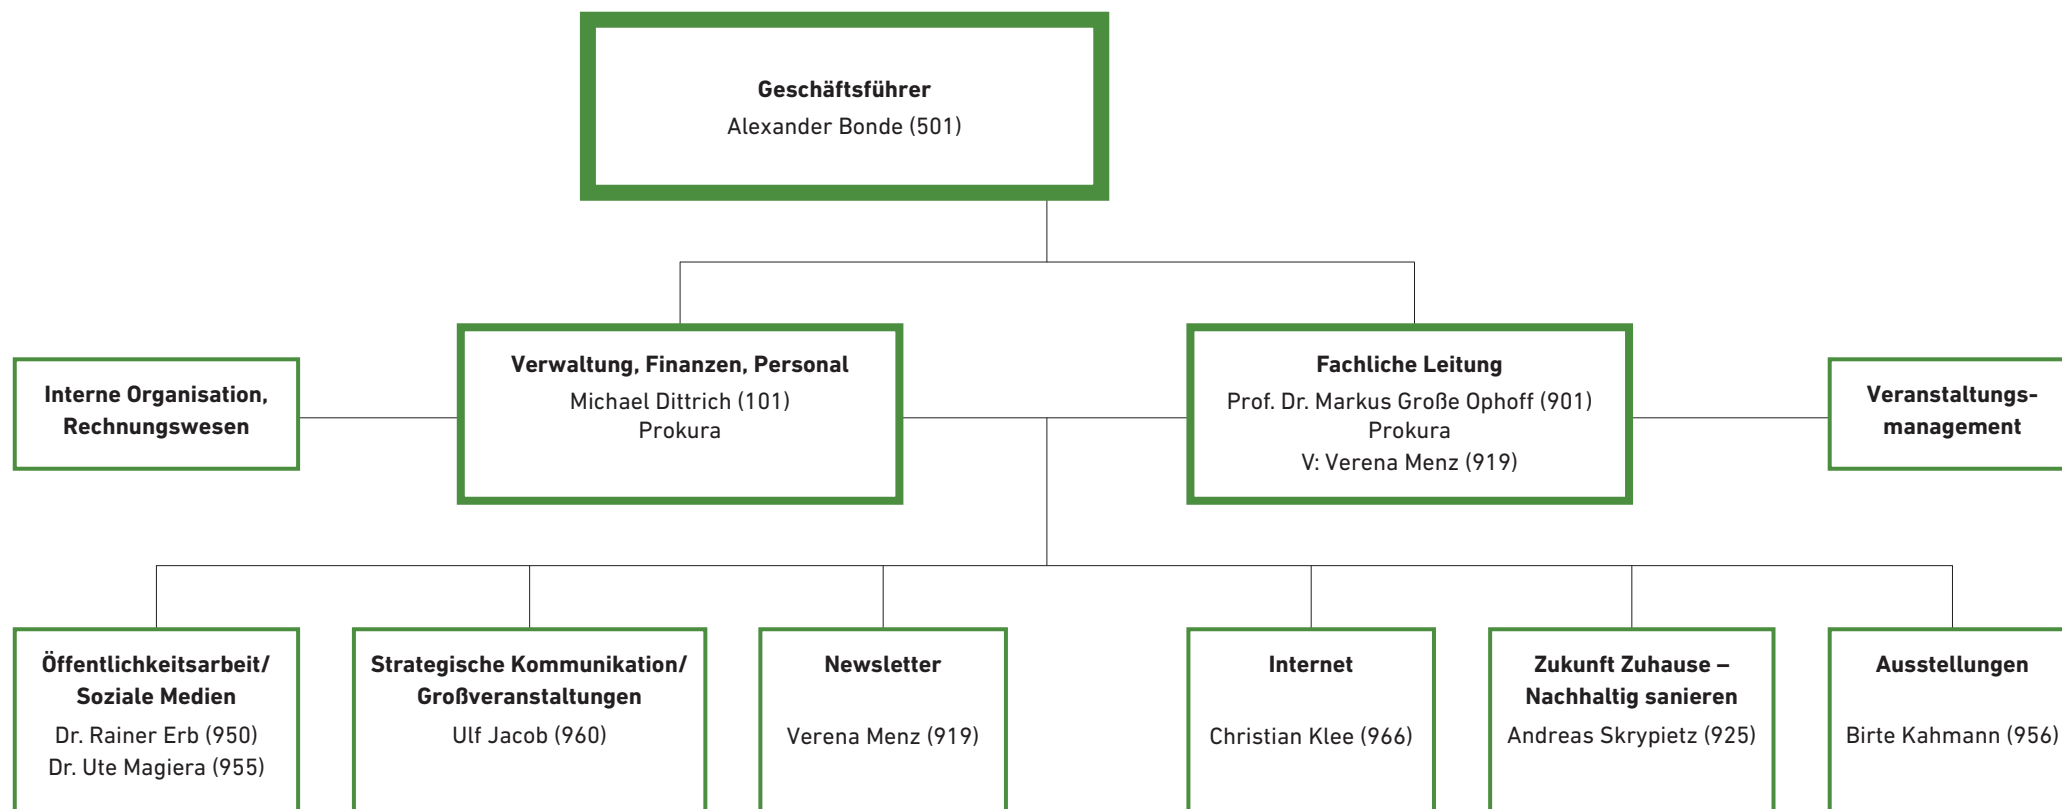 Geschäftsführer
Alexander Bonde (501)
Interne Organisation,
Rechnungswesen
Verwaltung, Finanzen, Personal
Michael Dittrich (101)
Prokura
Fachliche Leitung
Prof. Dr. Markus Große Ophoff (901)
Prokura
V: Verena Menz (919)
Veranstaltungs-
management
Öffentlichkeitsarbeit/
Soziale Medien
Dr. Rainer Erb (950)
Dr. Ute Magiera (955)
Strategische Kommunikation/
Großveranstaltungen
Ulf Jacob (960)
Newsletter
Verena Menz (919)
Internet
Christian Klee (966)
Zukunft Zuhause –
Nachhaltig sanieren
Andreas Skrypietz (925)
Ausstellungen
Birte Kahmann (956)